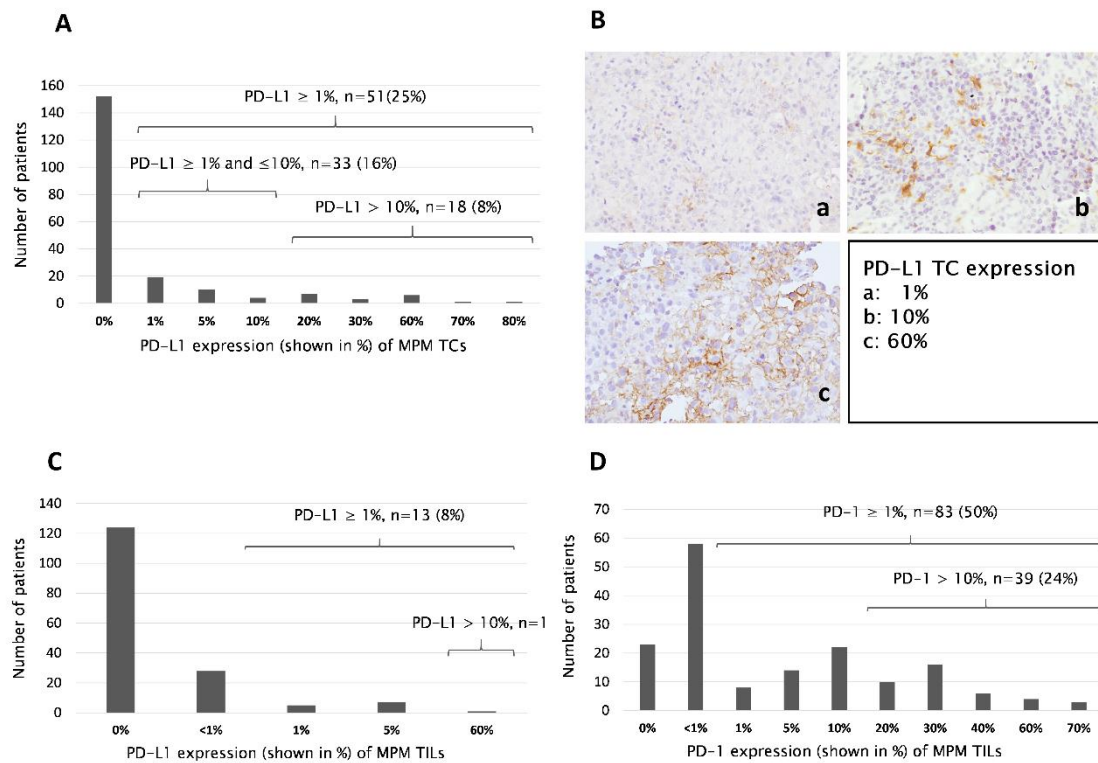 A
Number of patients
160
140
120
100
80
60
40
20
0
PD-L1 ≥ 1%, n=51(25%)
PD-L1 ≥ 1% and ≤10%, n=33 (16%)
PD-L1 > 10%, n=18 (8%)
0% 1% 5% 10% 20% 30% 60% 70% 80%
PD-L1 expression (shown in %) of MPM TCs
B
a
b
c
PD-L1 TC expression
a: 1%
b: 10%
c: 60%
C
Number of patients
140
120
100
80
60
40
20
0
PD-L1 ≥ 1%, n=13 (8%)
PD-L1 > 10%, n=1
0% <1% 1% 5% 60%
PD-L1 expression (shown in %) of MPM TILs
D
Number of patients
70
60
50
40
30
20
10
0
PD-1 ≥ 1%, n=83 (50%)
PD-1 > 10%, n=39 (24%)
0% <1% 1% 5% 10% 20% 30% 40% 60% 70%
PD-1 expression (shown in %) of MPM TILs